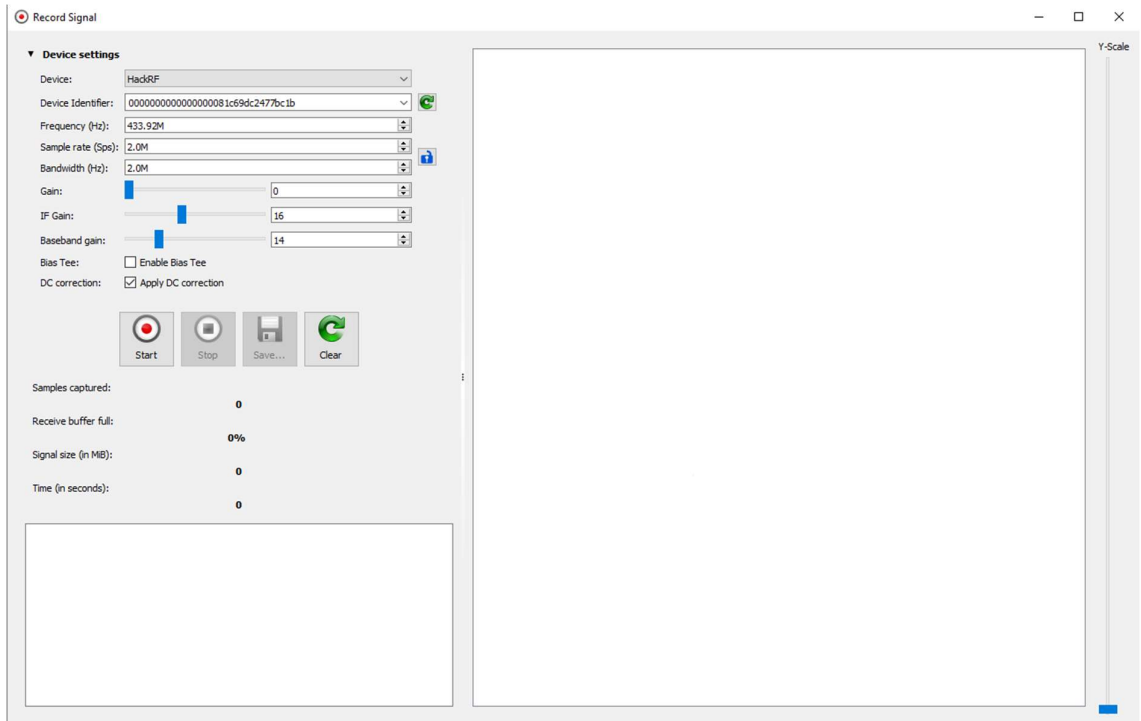 Record Signal
Y-Scale
Device settings
Device: HackRF
Device Identifier: 0000000000000000081c69dc2477bc1b
Frequency (Hz): 433.92M
Sample rate (Sps): 2.0M
Bandwidth (Hz): 2.0M
Gain: 0
IF Gain: 16
Baseband gain: 14
Bias Tee: Enable Bias Tee
DC correction: Apply DC correction
Start Stop Save... Clear
Samples captured:
0
Receive buffer full:
0%
Signal size (in MiB):
0
Time (in seconds):
0